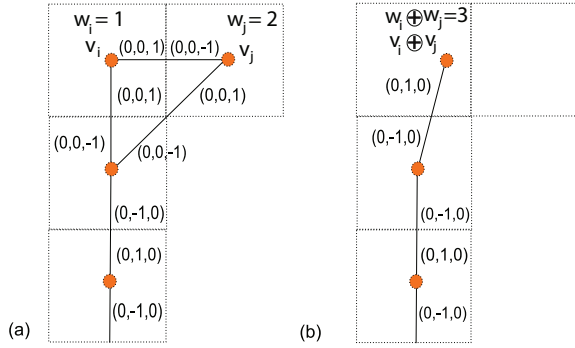 w_i = 1
w_j = 2
v_i
v_j
(0,0,1)
(0,0,-1)
(0,0,1)
(0,0,1)
(0,0,-1)
(0,0,-1)
(0,-1,0)
(0,1,0)
(0,-1,0)
(a)
w_i ⊕ w_j = 3
v_i ⊕ v_j
(0,1,0)
(0,-1,0)
(0,-1,0)
(0,1,0)
(0,-1,0)
(b)